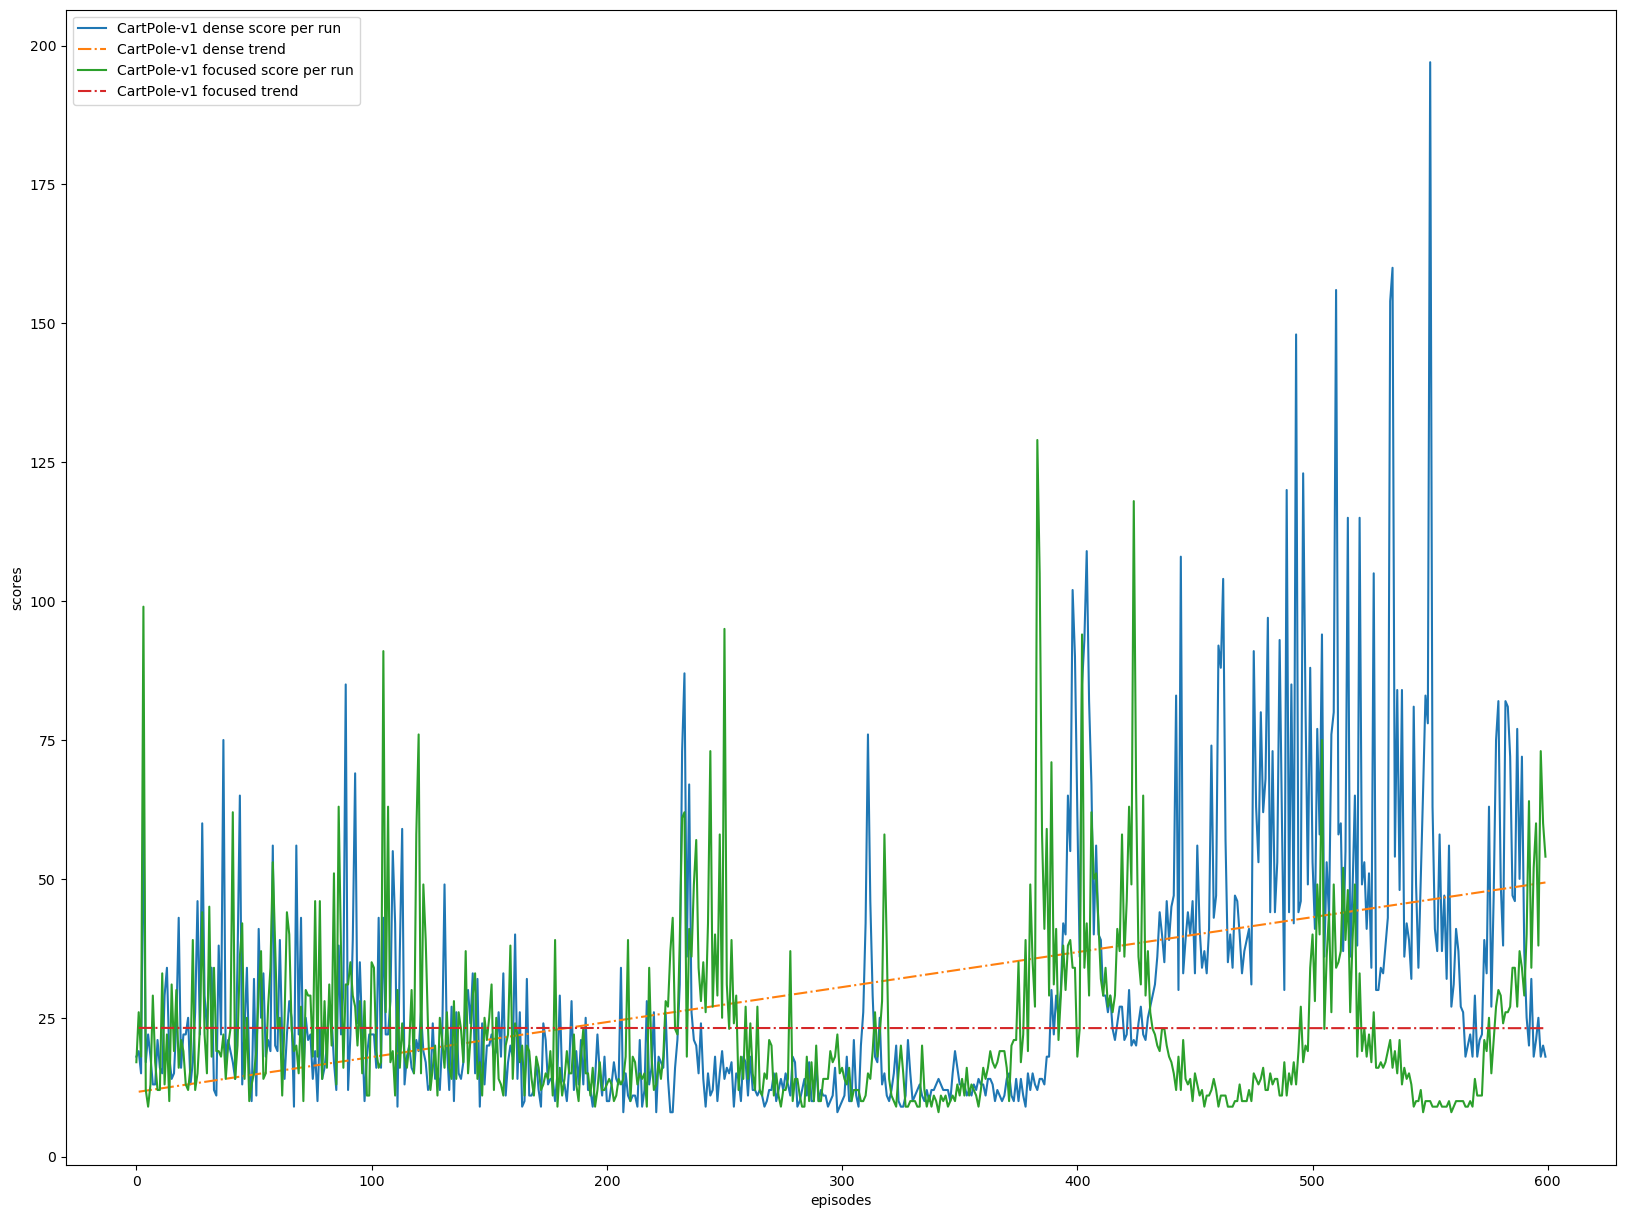 CartPole-v1 dense score per run
CartPole-v1 dense trend
CartPole-v1 focused score per run
CartPole-v1 focused trend
200
175
150
125
100
75
50
25
0
scores
0 100 200 300 400 500 600
episodes